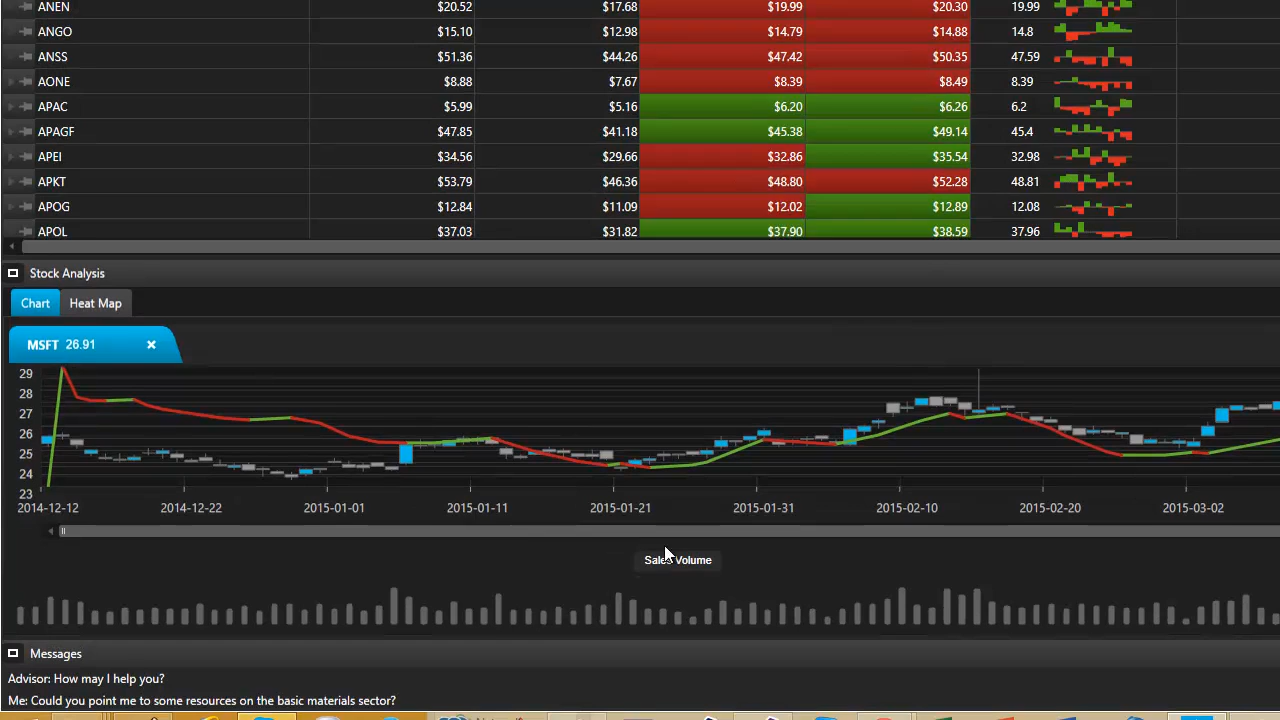 ANEN $20.52 $17.68 $19.99 $20.30 19.99
ANGO $15.10 $12.98 $14.79 $14.88 14.8
ANSS $51.36 $44.26 $47.42 $50.35 47.59
AONE $8.88 $7.67 $8.39 $8.49 8.39
APAC $5.99 $5.16 $6.20 $6.26 6.2
APAGF $47.85 $41.18 $45.38 $49.14 45.4
APEI $34.56 $29.66 $32.86 $35.54 32.98
APKT $53.79 $46.36 $48.80 $52.28 48.81
APOG $12.84 $11.09 $12.02 $12.89 12.08
APOL $37.03 $31.82 $37.90 $38.59 37.96
Stock Analysis
Chart Heat Map
MSFT 26.91
29
28
27
26
25
24
23
2014-12-12 2014-12-22 2015-01-01 2015-01-11 2015-01-21 2015-01-31 2015-02-10 2015-02-20 2015-03-02
Sales Volume
Messages
Advisor: How may I help you?
Me: Could you point me to some resources on the basic materials sector?